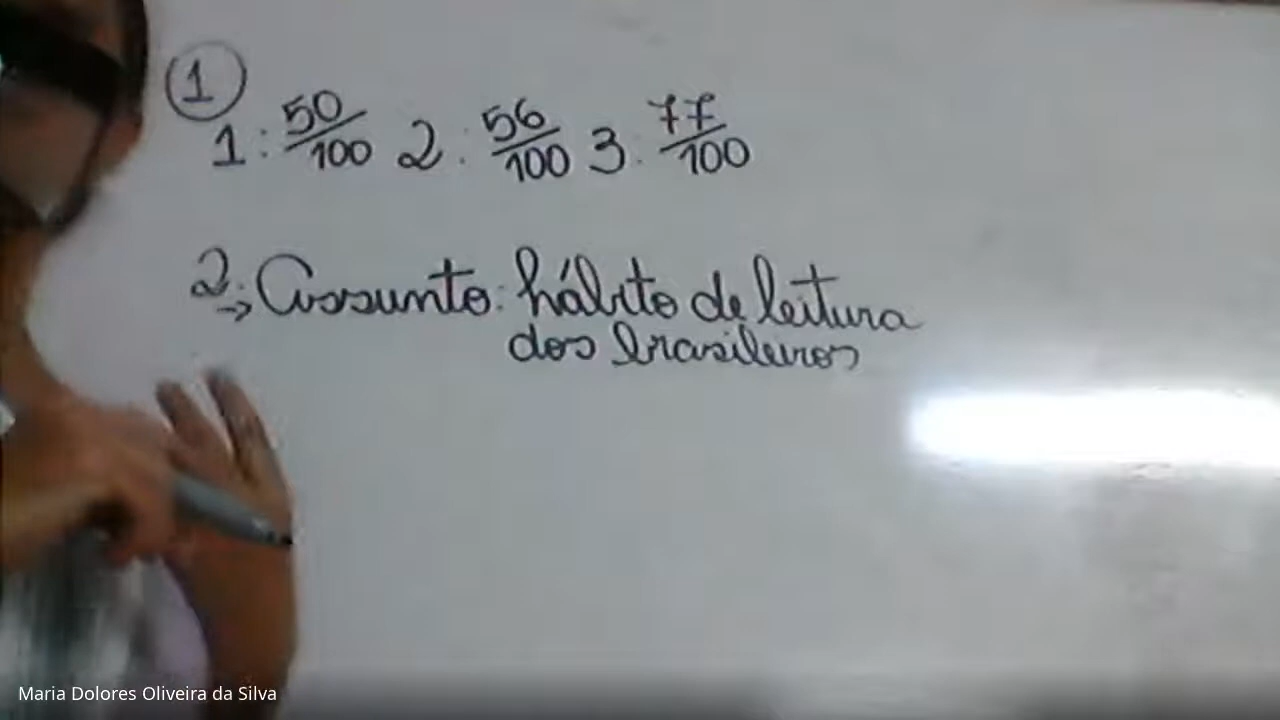 1
1: 50/100 2: 56/100 3: 77/100
2: Assunto: hábito de leitura
→ dos brasileiros
Maria Dolores Oliveira da Silva